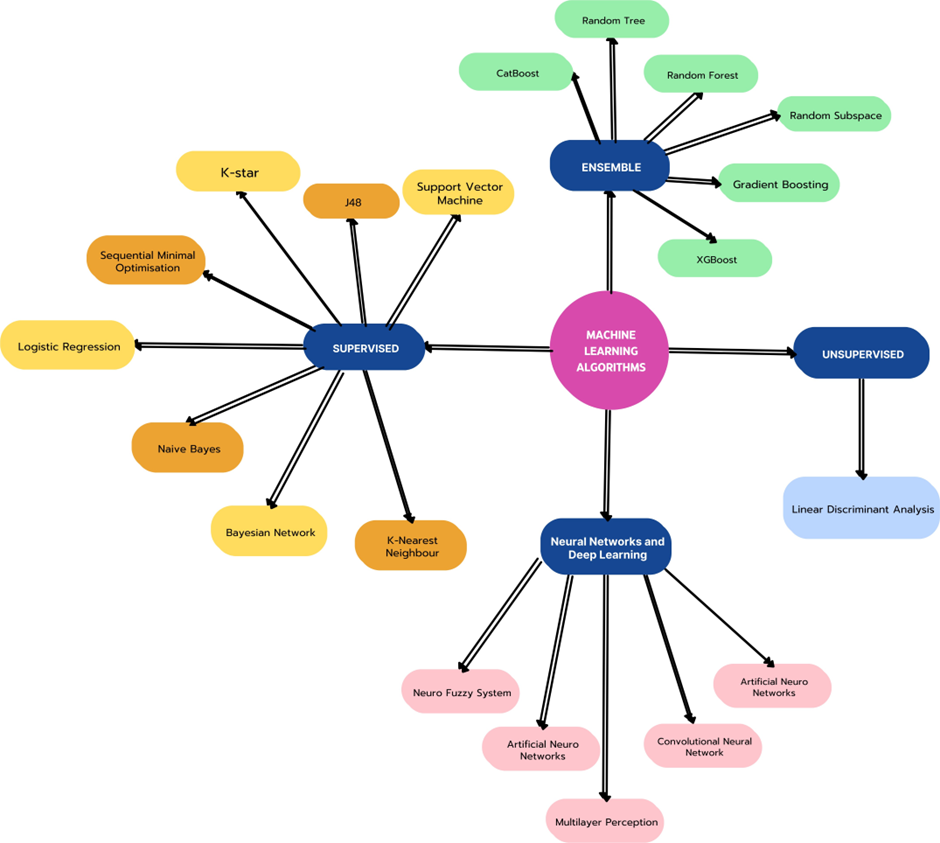 Random Tree
CatBoost
Random Forest
Random Subspace
ENSEMBLE
Gradient Boosting
XGBoost
K-star
J48
Support Vector
Machine
Sequential Minimal
Optimisation
Logistic Regression
SUPERVISED
MACHINE
LEARNING
ALGORITHMS
UNSUPERVISED
Naive Bayes
Bayesian Network
K-Nearest
Neighbour
Linear Discriminant Analysis
Neural Networks and
Deep Learning
Neuro Fuzzy System
Artificial Neuro
Networks
Multilayer Perception
Convolutional Neural
Network
Artificial Neuro
Networks